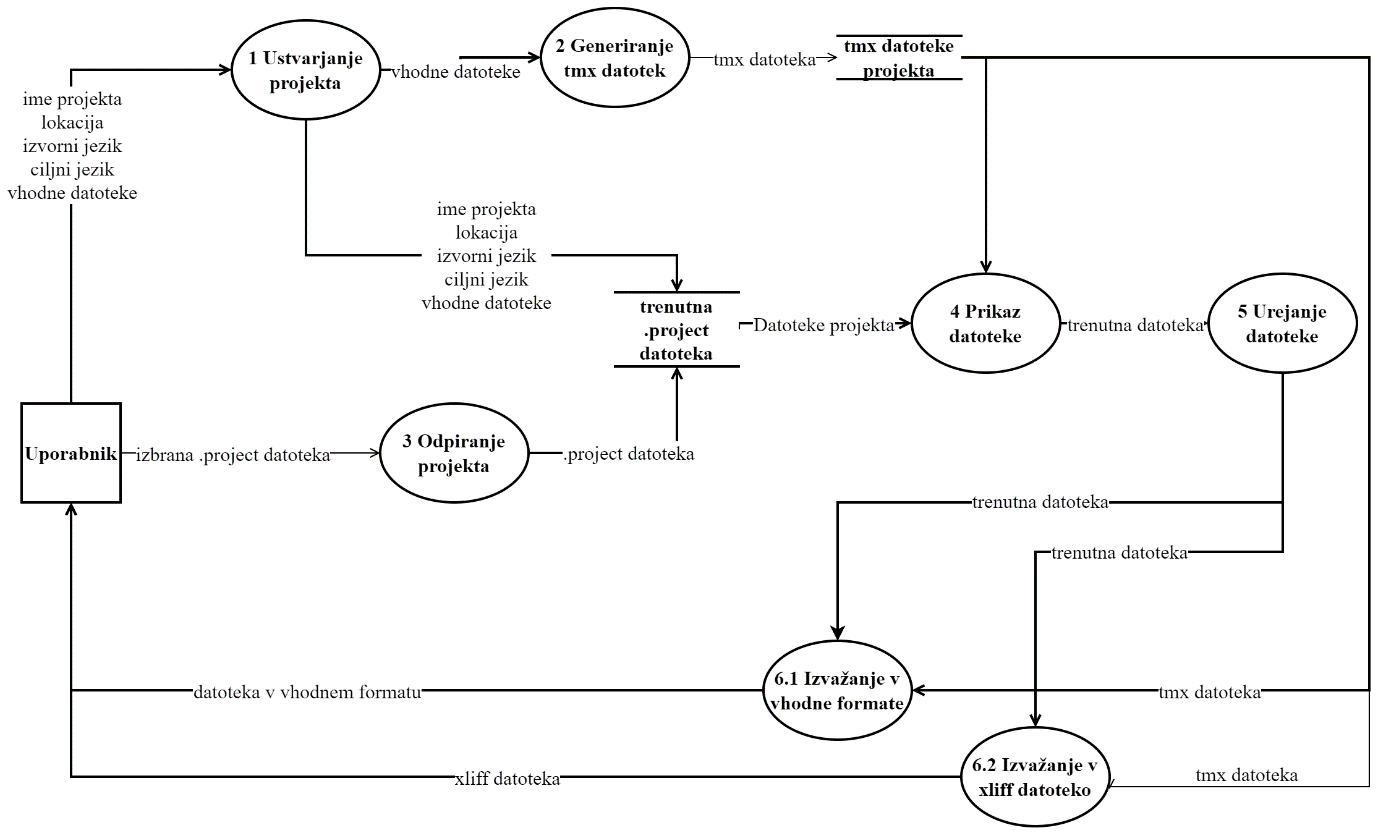 1 Ustvarjanje
projekta
vhodne datoteke
2 Generiranje
tmx datotek
tmx datoteka
tmx datoteke
projekta
ime projekta
lokacija
izvorni jezik
ciljni jezik
vhodne datoteke
ime projekta
lokacija
izvorni jezik
ciljni jezik
vhodne datoteke
trenutna
.project
datoteka
Datoteke projekta
4 Prikaz
datoteke
trenutna datoteka
5 Urejanje
datoteke
Uporabnik
izbrana .project datoteka
3 Odpiranje
projekta
.project datoteka
trenutna datoteka
trenutna datoteka
datoteka v vhodnem formatu
6.1 Izvažanje v
vhodne formate
tmx datoteka
xliff datoteka
6.2 Izvažanje v
xliff datoteko
tmx datoteka